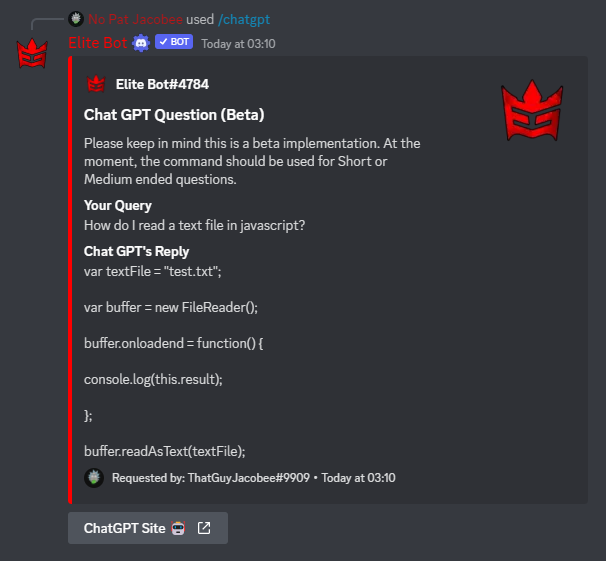 No Pat Jacobee used /chatgpt
Elite Bot ✓ BOT Today at 03:10
Elite Bot#4784
Chat GPT Question (Beta)
Please keep in mind this is a beta implementation. At the
moment, the command should be used for Short or
Medium ended questions.
Your Query
How do I read a text file in javascript?
Chat GPT's Reply
var textFile = "test.txt";
var buffer = new FileReader();
buffer.onloadend = function() {
console.log(this.result);
};
buffer.readAsText(textFile);
Requested by: ThatGuyJacobee#9909 • Today at 03:10
ChatGPT Site